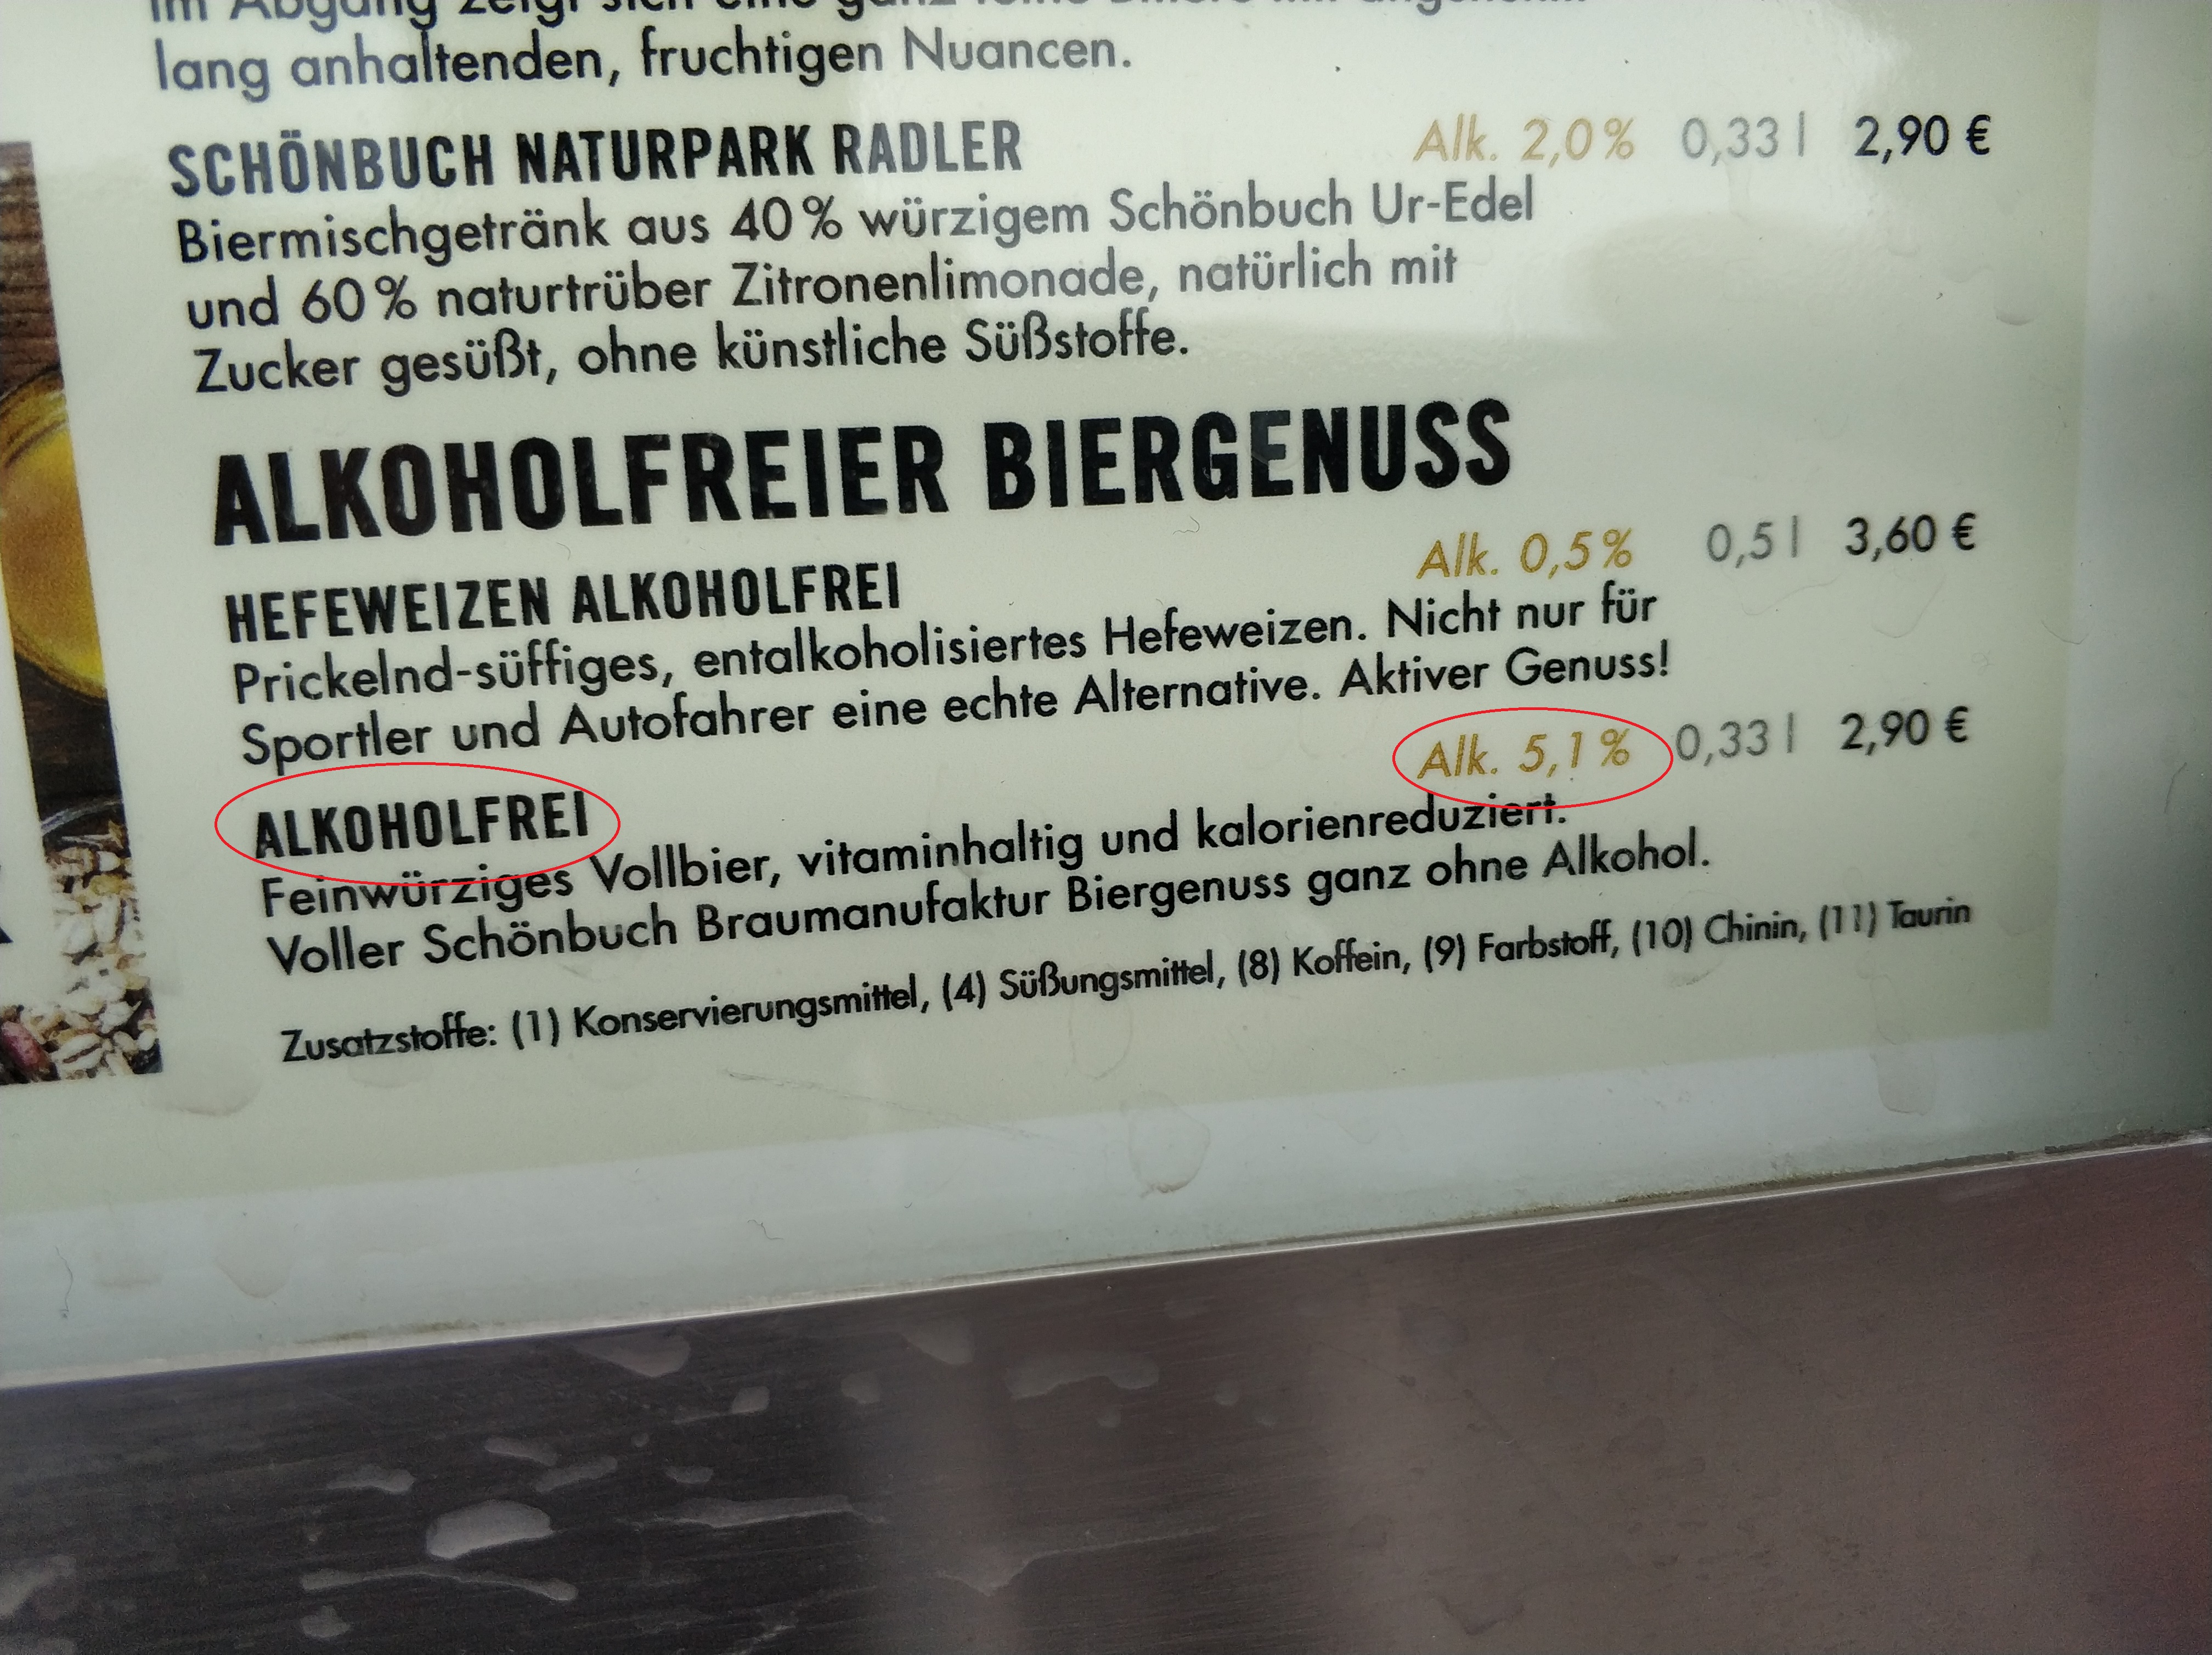 lang anhaltenden, fruchtigen Nuancen.
SCHÖNBUCH NATURPARK RADLER Alk. 2,0 % 0,33 l 2,90 €
Biermischgetränk aus 40 % würzigem Schönbuch Ur-Edel
und 60 % naturtrüber Zitronenlimonade, natürlich mit
Zucker gesüßt, ohne künstliche Süßstoffe.
ALKOHOLFREIER BIERGENUSS
HEFEWEIZEN ALKOHOLFREI Alk. 0,5 % 0,5 l 3,60 €
Prickelnd-süffiges, entalkoholisiertes Hefeweizen. Nicht nur für
Sportler und Autofahrer eine echte Alternative. Aktiver Genuss!
ALKOHOLFREI Alk. 5,1 % 0,33 l 2,90 €
Feinwürziges Vollbier, vitaminhaltig und kalorienreduziert.
Voller Schönbuch Braumanufaktur Biergenuss ganz ohne Alkohol.
Zusatzstoffe: (1) Konservierungsmittel, (4) Süßungsmittel, (8) Koffein, (9) Farbstoff, (10) Chinin, (11) Taurin